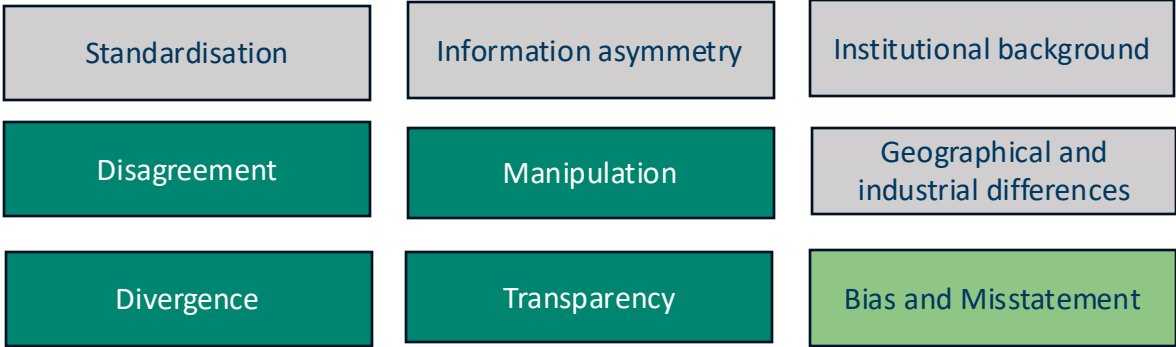 Standardisation
Information asymmetry
Institutional background
Disagreement
Manipulation
Geographical and
industrial differences
Divergence
Transparency
Bias and Misstatement